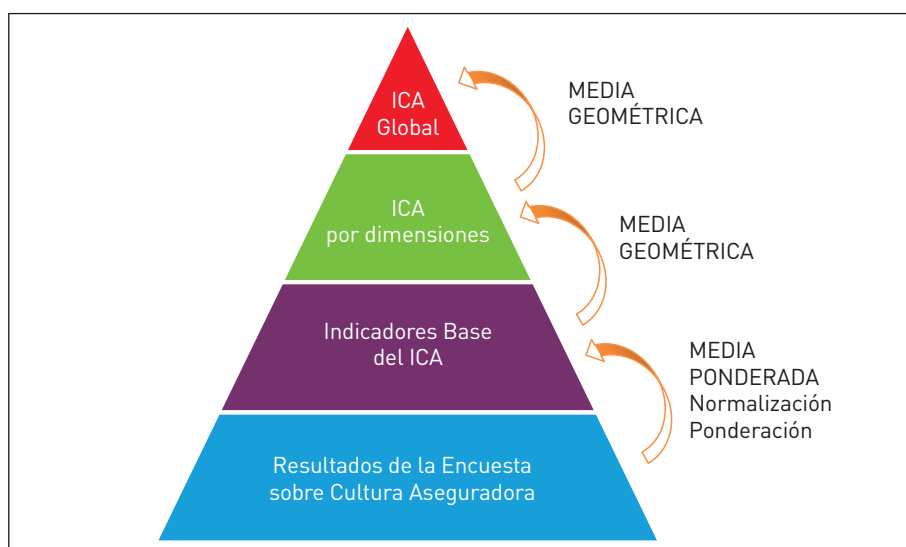 ICA
Global
MEDIA
GEOMÉTRICA
ICA
por dimensiones
MEDIA
GEOMÉTRICA
Indicadores Base
del ICA
MEDIA
PONDERADA
Normalización
Ponderación
Resultados de la Encuesta
sobre Cultura Aseguradora